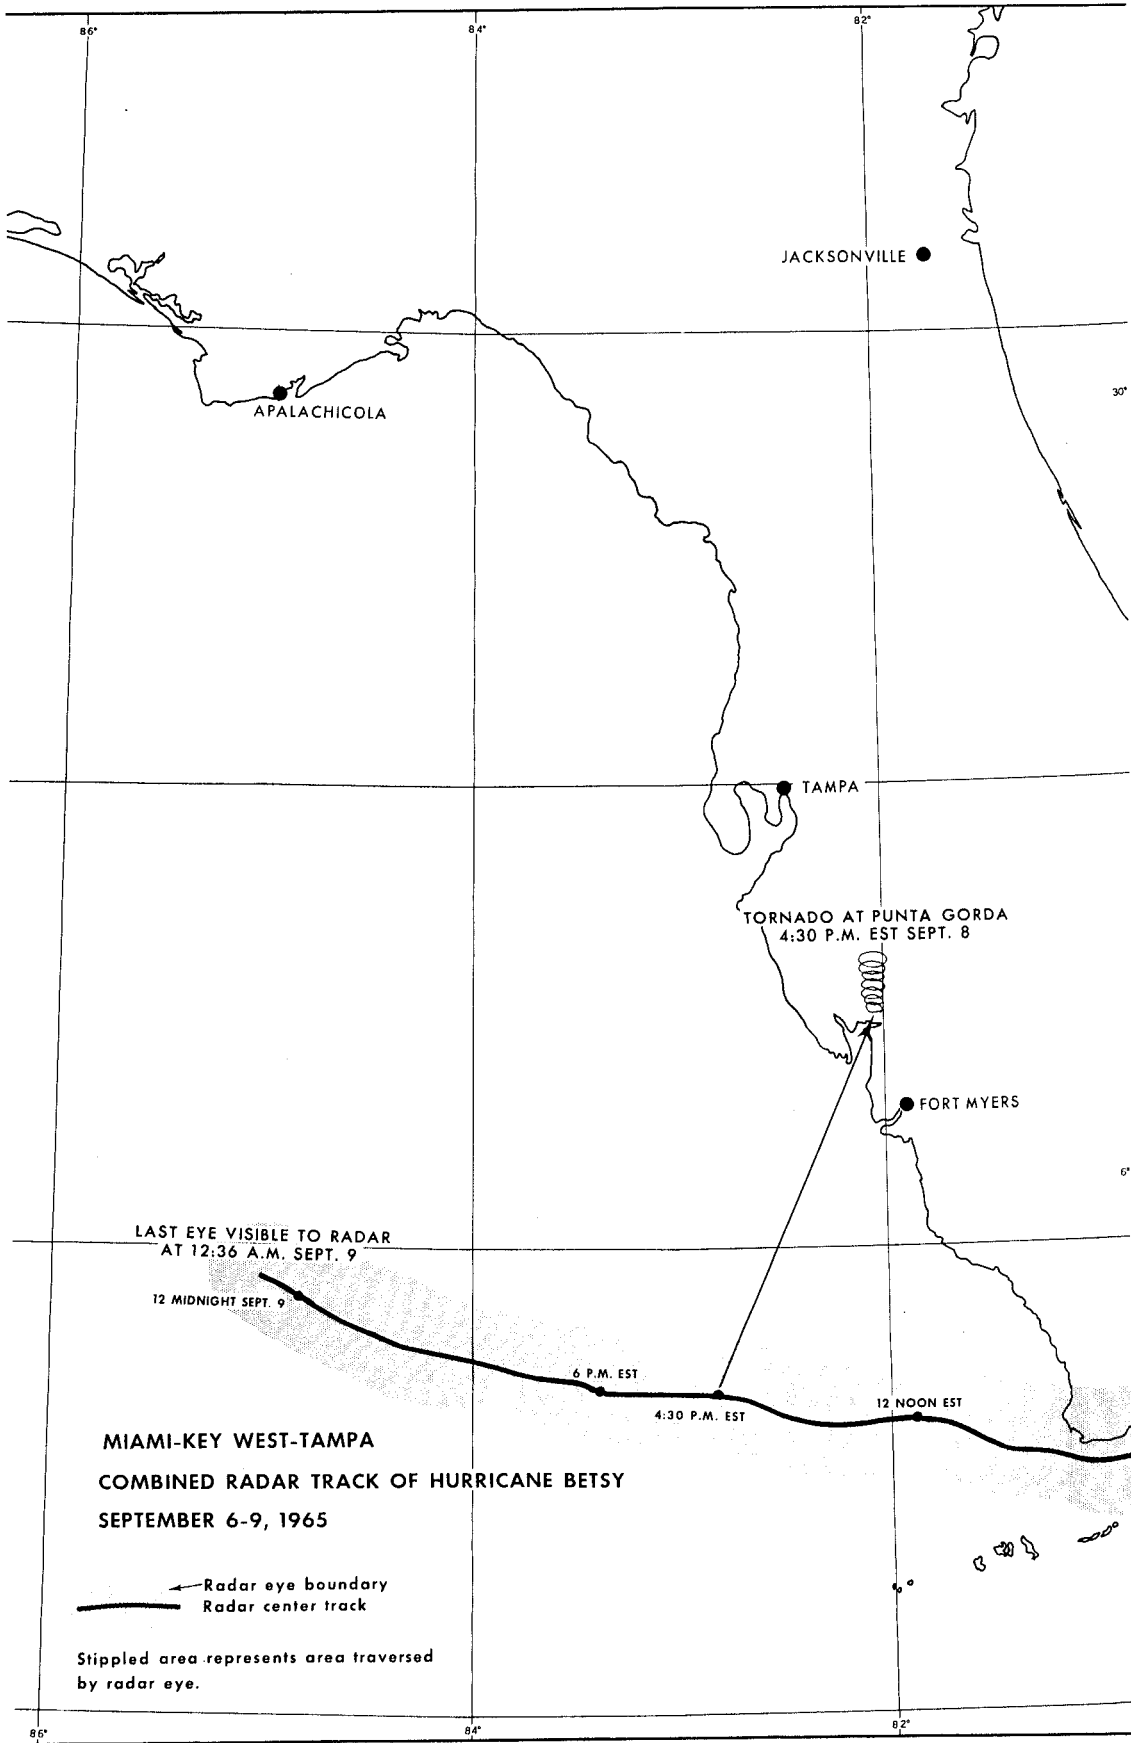 86°
84°
82°
JACKSONVILLE
30°
APALACHICOLA
TAMPA
TORNADO AT PUNTA GORDA
4:30 P.M. EST SEPT. 8
FORT MYERS
6°
LAST EYE VISIBLE TO RADAR
AT 12:36 A.M. SEPT. 9
12 MIDNIGHT SEPT. 9
6 P.M. EST
4:30 P.M. EST
12 NOON EST
MIAMI-KEY WEST-TAMPA
COMBINED RADAR TRACK OF HURRICANE BETSY
SEPTEMBER 6-9, 1965
Radar eye boundary
Radar center track
Stippled area represents area traversed
by radar eye.
86°
84°
82°